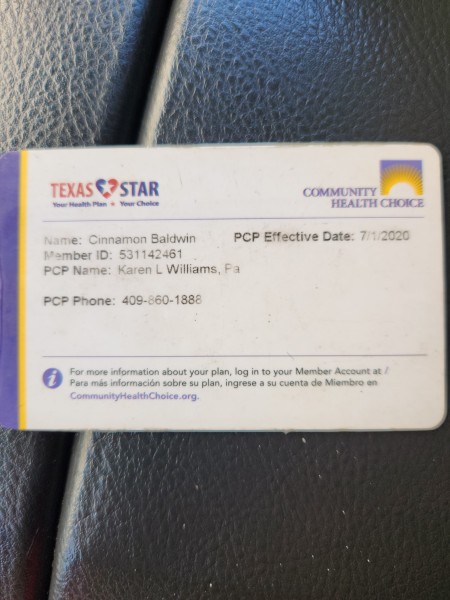 TEXAS STAR
Your Health Plan ★ Your Choice
COMMUNITY
HEALTH CHOICE
Name: Cinnamon Baldwin PCP Effective Date: 7/1/2020
Member ID: 531142461
PCP Name: Karen L Williams, Pa
PCP Phone: 409-860-1888
For more information about your plan, log in to your Member Account at /
Para más información sobre su plan, ingrese a su cuenta de Miembro en
CommunityHealthChoice.org.